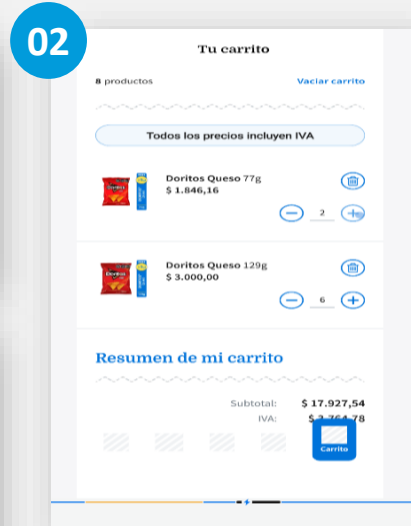 02
Tu carrito
8 productos
Vaciar carrito
Todos los precios incluyen IVA
Doritos Queso 77g
$ 1.846,16
2
Doritos Queso 129g
$ 3.000,00
6
Resumen de mi carrito
Subtotal: $ 17.927,54
IVA:
Carrito